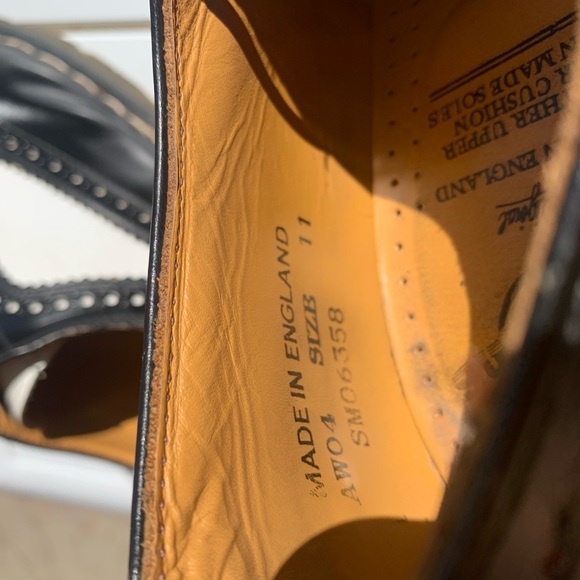 MADE IN ENGLAND
AW04 SIZE 11
SM06358
HER UPPER
CUSHION
MADE SOLES
ENGLAND